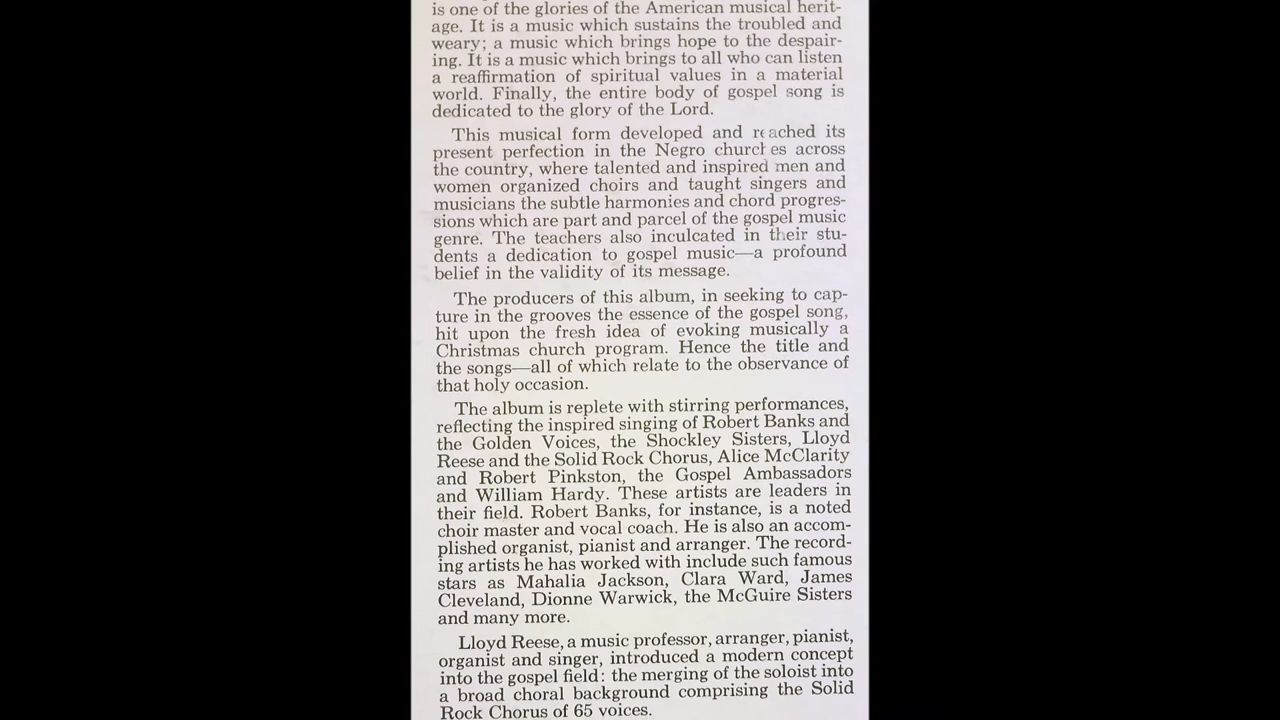 is one of the glories of the American musical herit-
age. It is a music which sustains the troubled and
weary; a music which brings hope to the despair-
ing. It is a music which brings to all who can listen
a reaffirmation of spiritual values in a material
world. Finally, the entire body of gospel song is
dedicated to the glory of the Lord.
This musical form developed and reached its
present perfection in the Negro churches across
the country, where talented and inspired men and
women organized choirs and taught singers and
musicians the subtle harmonies and chord progres-
sions which are part and parcel of the gospel music
genre. The teachers also inculcated in their stu-
dents a dedication to gospel music—a profound
belief in the validity of its message.
The producers of this album, in seeking to cap-
ture in the grooves the essence of the gospel song,
hit upon the fresh idea of evoking musically a
Christmas church program. Hence the title and
the songs—all of which relate to the observance of
that holy occasion.
The album is replete with stirring performances,
reflecting the inspired singing of Robert Banks and
the Golden Voices, the Shockley Sisters, Lloyd
Reese and the Solid Rock Chorus, Alice McClarity
and Robert Pinkston, the Gospel Ambassadors
and William Hardy. These artists are leaders in
their field. Robert Banks, for instance, is a noted
choir master and vocal coach. He is also an accom-
plished organist, pianist and arranger. The record-
ing artists he has worked with include such famous
stars as Mahalia Jackson, Clara Ward, James
Cleveland, Dionne Warwick, the McGuire Sisters
and many more.
Lloyd Reese, a music professor, arranger, pianist,
organist and singer, introduced a modern concept
into the gospel field: the merging of the soloist into
a broad choral background comprising the Solid
Rock Chorus of 65 voices.